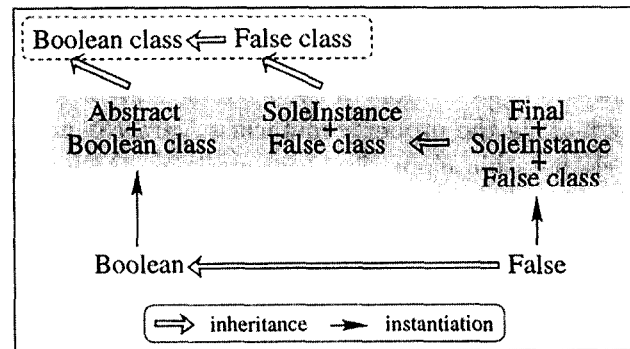 Boolean class False class
Abstract SoleInstance Final
+ + +
Boolean class False class SoleInstance
+
False class
Boolean False
inheritance instantiation